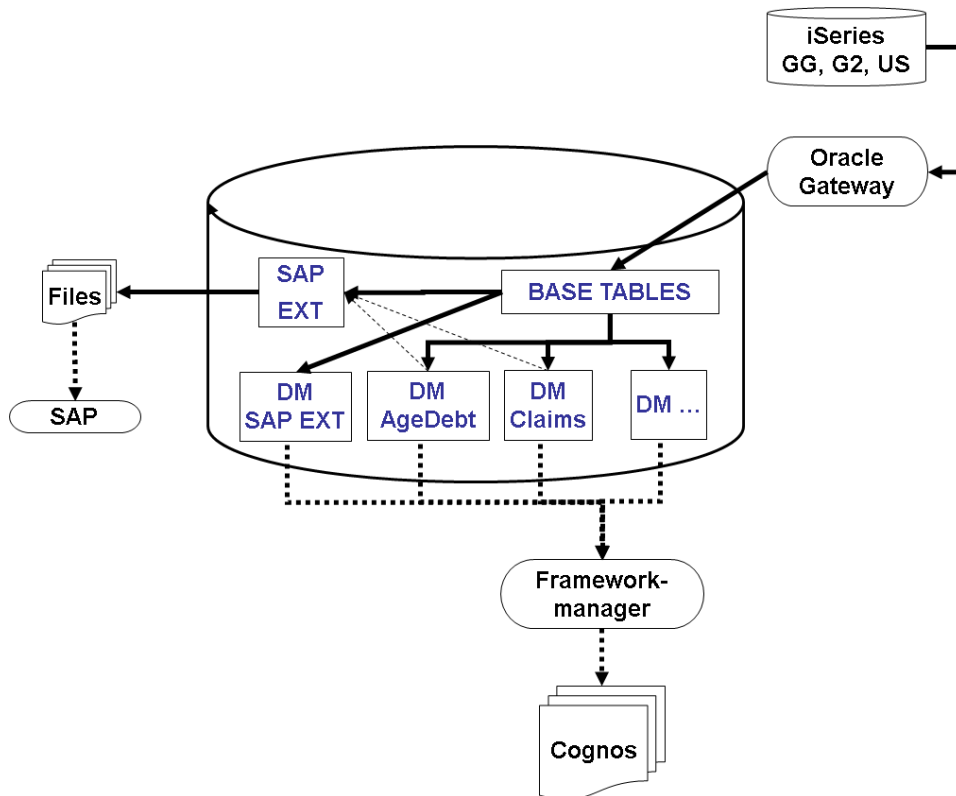 iSeries
GG, G2, US
Oracle
Gateway
SAP
EXT
BASE TABLES
Files
DM
SAP EXT
DM
AgeDebt
DM
Claims
DM ...
SAP
Framework-
manager
Cognos